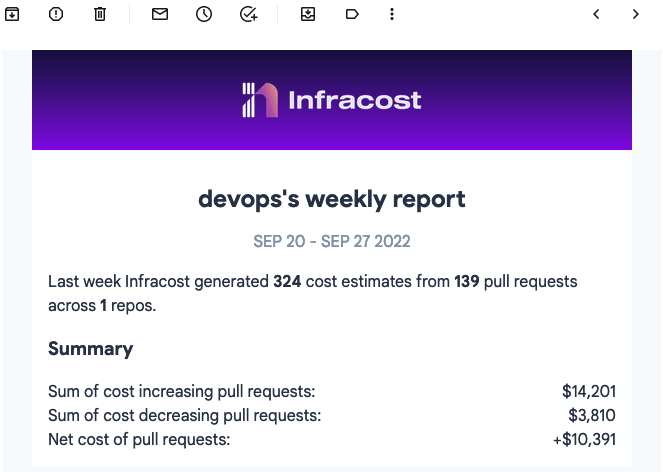 Infracost
devops's weekly report
SEP 20 - SEP 27 2022
Last week Infracost generated 324 cost estimates from 139 pull requests
across 1 repos.
Summary
Sum of cost increasing pull requests: $14,201
Sum of cost decreasing pull requests: $3,810
Net cost of pull requests: +$10,391